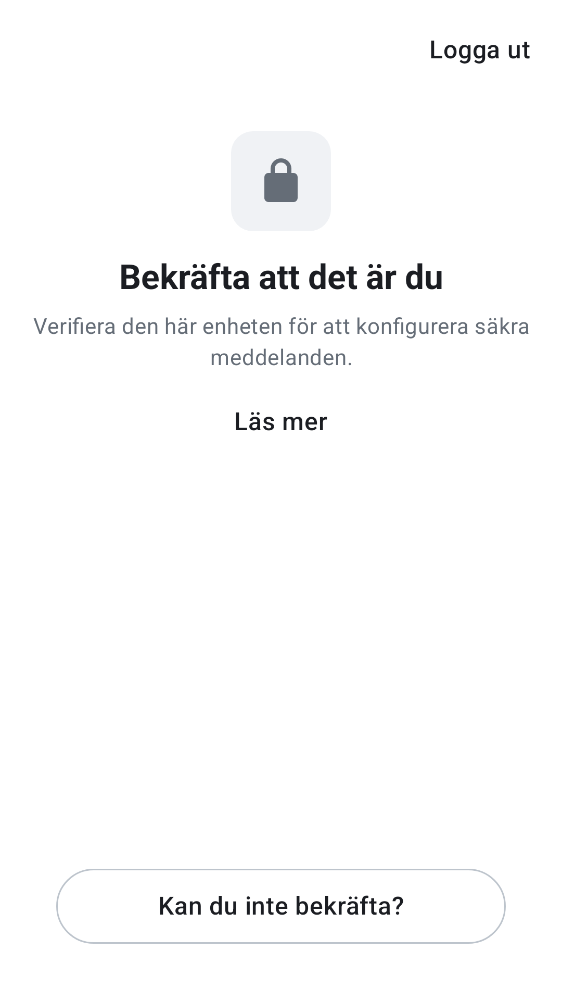 Logga ut
Bekräfta att det är du
Verifiera den här enheten för att konfigurera säkra
meddelanden.
Läs mer
Kan du inte bekräfta?